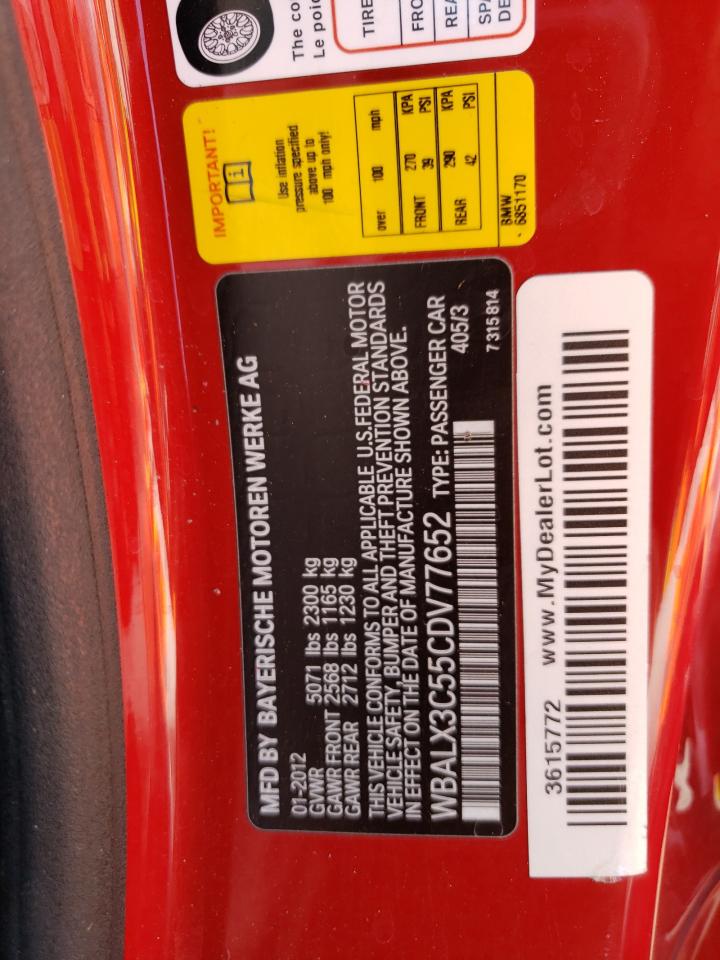 The co
Le poid
TIRE
FRO
REA
SPA
DE
IMPORTANT!
i
Use inflation
pressure specified
above up to
100 mph only!
over 100 mph
FRONT 270 KPA
39 PSI
REAR 290 KPA
42 PSI
BMW
6851170
MFD BY BAYERISCHE MOTOREN WERKE AG
01-2012
GVWR 5071 lbs 2300 kg
GAWR FRONT 2568 lbs 1165 kg
GAWR REAR 2712 lbs 1230 kg
THIS VEHICLE CONFORMS TO ALL APPLICABLE U.S.FEDERAL MOTOR
VEHICLE SAFETY, BUMPER AND THEFT PREVENTION STANDARDS
IN EFFECT ON THE DATE OF MANUFACTURE SHOWN ABOVE.
WBALX3C55CDV77652 TYPE: PASSENGER CAR
405/3
7 315 814
3615772 www.MyDealerLot.com